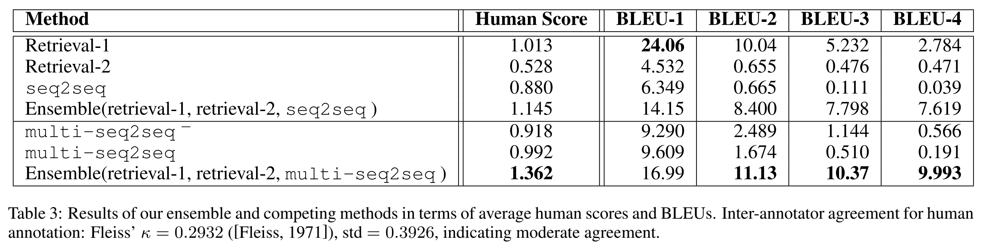 Method Human Score BLEU-1 BLEU-2 BLEU-3 BLEU-4
Retrieval-1 1.013 24.06 10.04 5.232 2.784
Retrieval-2 0.528 4.532 0.655 0.476 0.471
seq2seq 0.880 6.349 0.665 0.111 0.039
Ensemble(retrieval-1, retrieval-2, seq2seq ) 1.145 14.15 8.400 7.798 7.619
multi-seq2seq⁻ 0.918 9.290 2.489 1.144 0.566
multi-seq2seq 0.992 9.609 1.674 0.510 0.191
Ensemble(retrieval-1, retrieval-2, multi-seq2seq ) 1.362 16.99 11.13 10.37 9.993
Table 3: Results of our ensemble and competing methods in terms of average human scores and BLEUs. Inter-annotator agreement for human
annotation: Fleiss’ κ = 0.2932 ([Fleiss, 1971]), std = 0.3926, indicating moderate agreement.